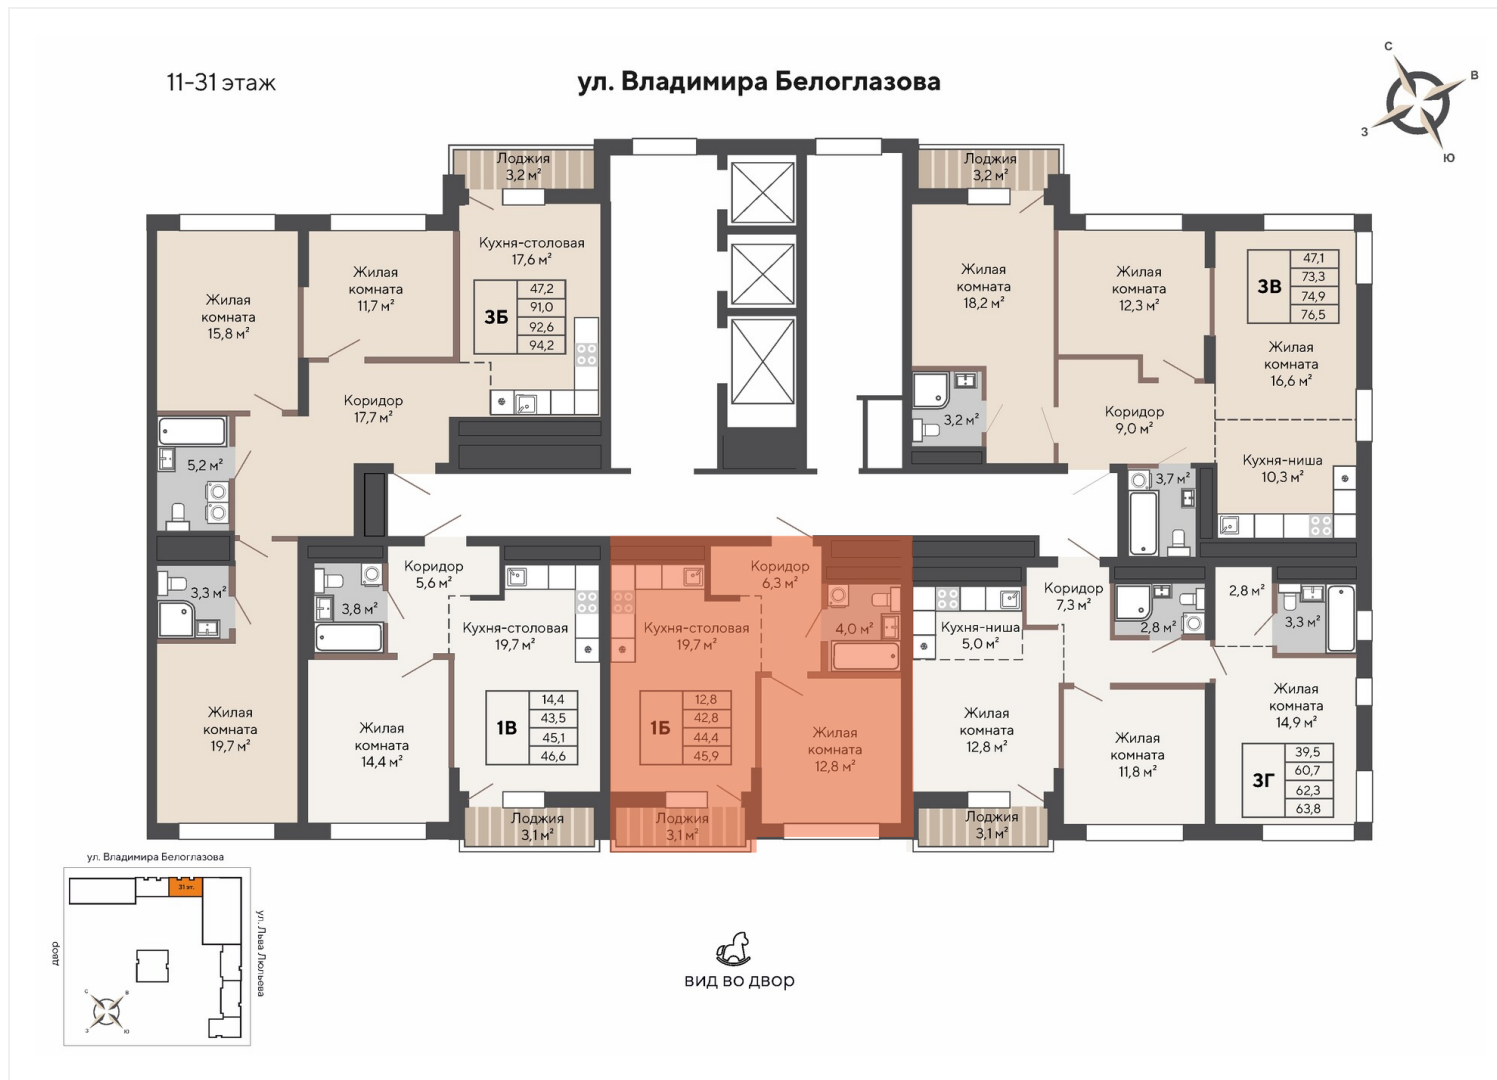 11-31 этаж
ул. Владимира Белоглазова
С
В
З
Ю
Лоджия
3,2 м²
Лоджия
3,2 м²
Кухня-столовая
17,6 м²
3Б
47,2
91,0
92,6
94,2
Жилая
комната
11,7 м²
Жилая
комната
15,8 м²
Коридор
17,7 м²
5,2 м²
3,3 м²
Жилая
комната
19,7 м²
Жилая
комната
18,2 м²
Жилая
комната
12,3 м²
3В
47,1
73,3
74,9
76,5
Жилая
комната
16,6 м²
3,2 м²
Коридор
9,0 м²
Кухня-ниша
10,3 м²
3,7 м²
Коридор
5,6 м²
3,8 м²
Кухня-столовая
19,7 м²
Жилая
комната
14,4 м²
1В
14,4
43,5
45,1
46,6
Лоджия
3,1 м²
Коридор
6,3 м²
4,0 м²
Кухня-столовая
19,7 м²
1Б
12,8
42,8
44,4
45,9
Жилая
комната
12,8 м²
Лоджия
3,1 м²
Коридор
7,3 м²
Кухня-ниша
5,0 м²
2,8 м²
2,8 м²
3,3 м²
Жилая
комната
12,8 м²
Жилая
комната
11,8 м²
Жилая
комната
14,9 м²
3Г
39,5
60,7
62,3
63,8
Лоджия
3,1 м²
ул. Владимира Белоглазова
31 эт.
двор
ул. Льва Люльева
С
В
З
Ю
вид во двор